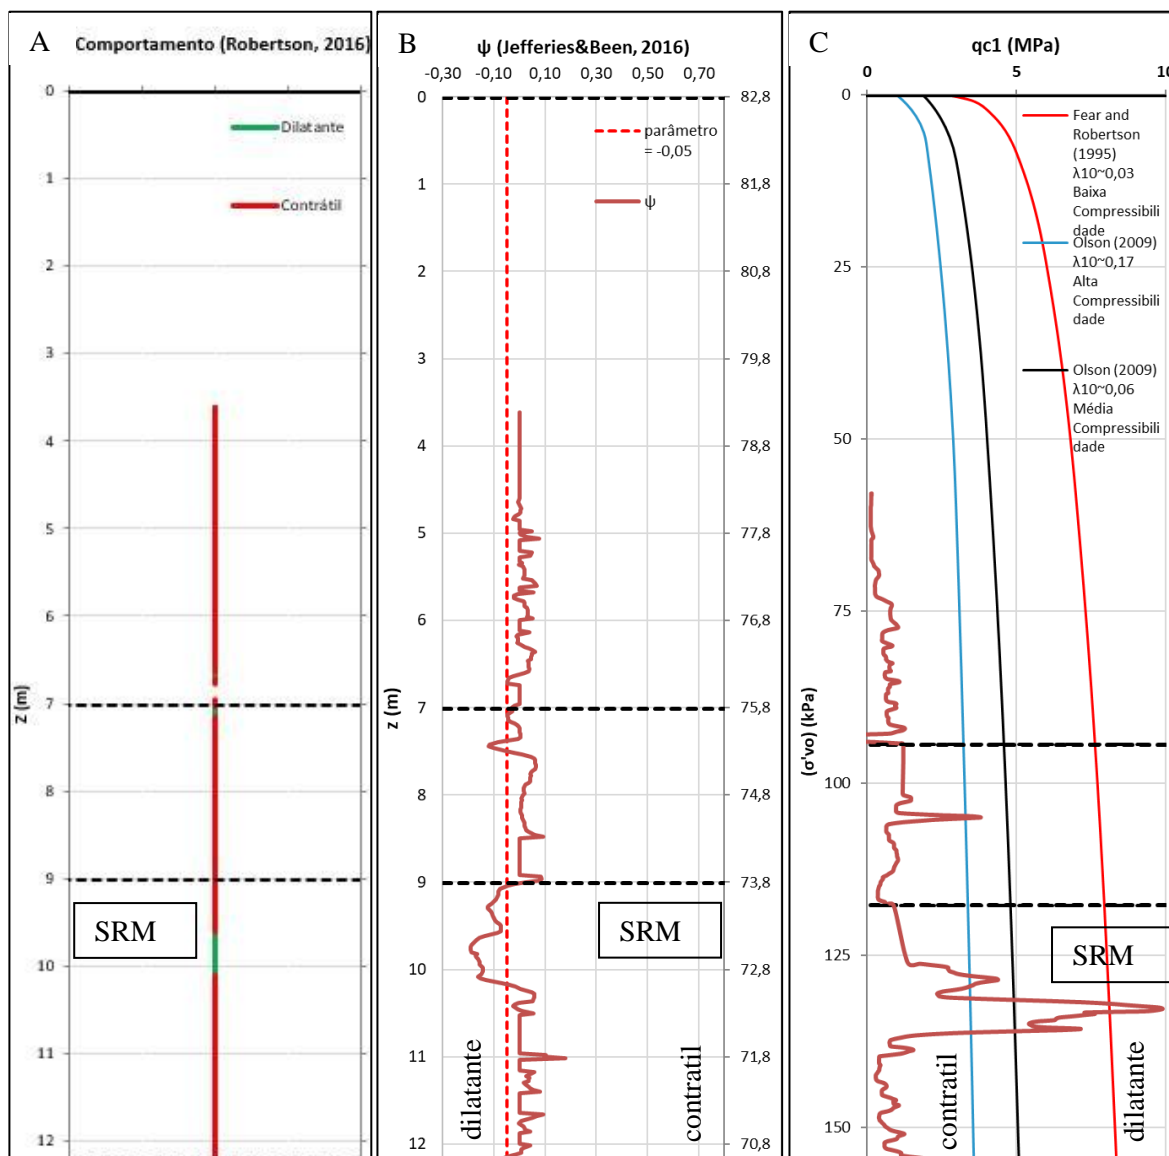 A
Comportamento (Robertson, 2016)
0
1
2
3
4
5
6
7
8
9
10
11
12
Z (m)
Dilatante
Contrátil
SRM
B
ψ (Jefferies&Been, 2016)
-0,30 -0,10 0,10 0,30 0,50 0,70
0
1
2
3
4
5
6
7
8
9
10
11
12
z (m)
parâmetro
= -0,05
ψ
82,8
81,8
80,8
79,8
78,8
77,8
76,8
75,8
74,8
73,8
72,8
71,8
70,8
SRM
dilatante
contratil
C
qc1 (MPa)
0 5 10
0
25
50
75
100
125
150
(σ'vo) (kPa)
Fear and
Robertson
(1995)
λ10~0,03
Baixa
Compressibili
dade
Olson (2009)
λ10~0,17
Alta
Compressibili
dade
Olson (2009)
λ10~0,06
Média
Compressibili
dade
SRM
contratil
dilatante